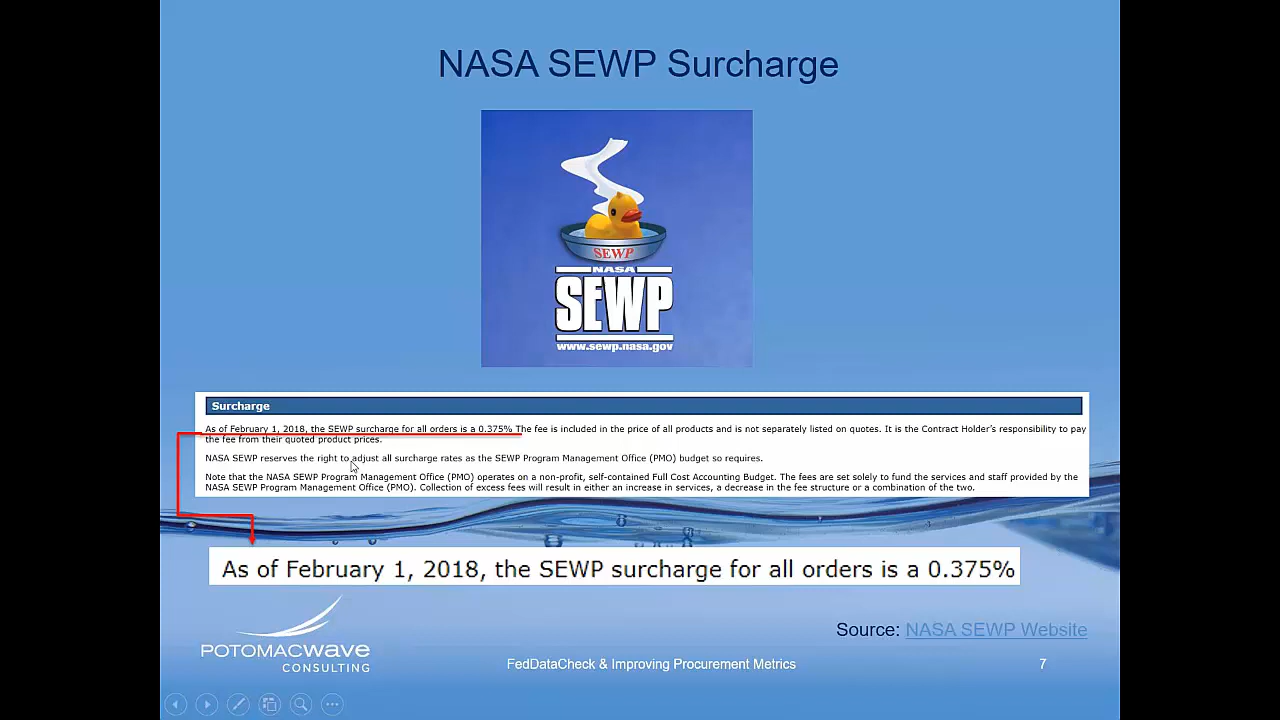 NASA SEWP Surcharge
SEWP
NASA
SEWP
www.sewp.nasa.gov
Surcharge
As of February 1, 2018, the SEWP surcharge for all orders is a 0.375% The fee is included in the price of all products and is not separately listed on quotes. It is the Contract Holder's responsibility to pay
the fee from their quoted product prices.
NASA SEWP reserves the right to adjust all surcharge rates as the SEWP Program Management Office (PMO) budget so requires.
Note that the NASA SEWP Program Management Office (PMO) operates on a non-profit, self-contained Full Cost Accounting Budget. The fees are set solely to fund the services and staff provided by the
NASA SEWP Program Management Office (PMO). Collection of excess fees will result in either an increase in services, a decrease in the fee structure or a combination of the two.
As of February 1, 2018, the SEWP surcharge for all orders is a 0.375%
Source: NASA SEWP Website
POTOMACWAVE
CONSULTING
FedDataCheck & Improving Procurement Metrics
7